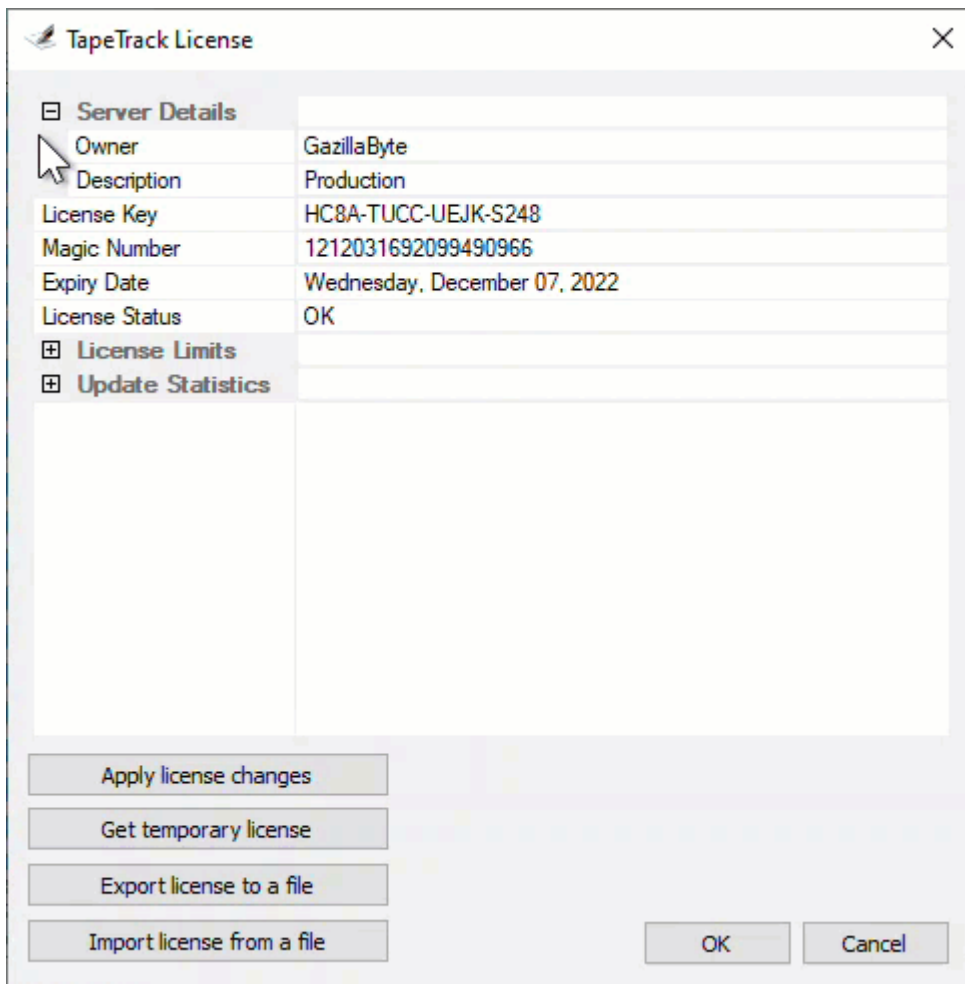 TapeTrack License
Server Details
Owner GazillaByte
Description Production
License Key HC8A-TUCC-UEJK-S248
Magic Number 1212031692099490966
Expiry Date Wednesday, December 07, 2022
License Status OK
License Limits
Update Statistics
Apply license changes
Get temporary license
Export license to a file
Import license from a file
OK Cancel